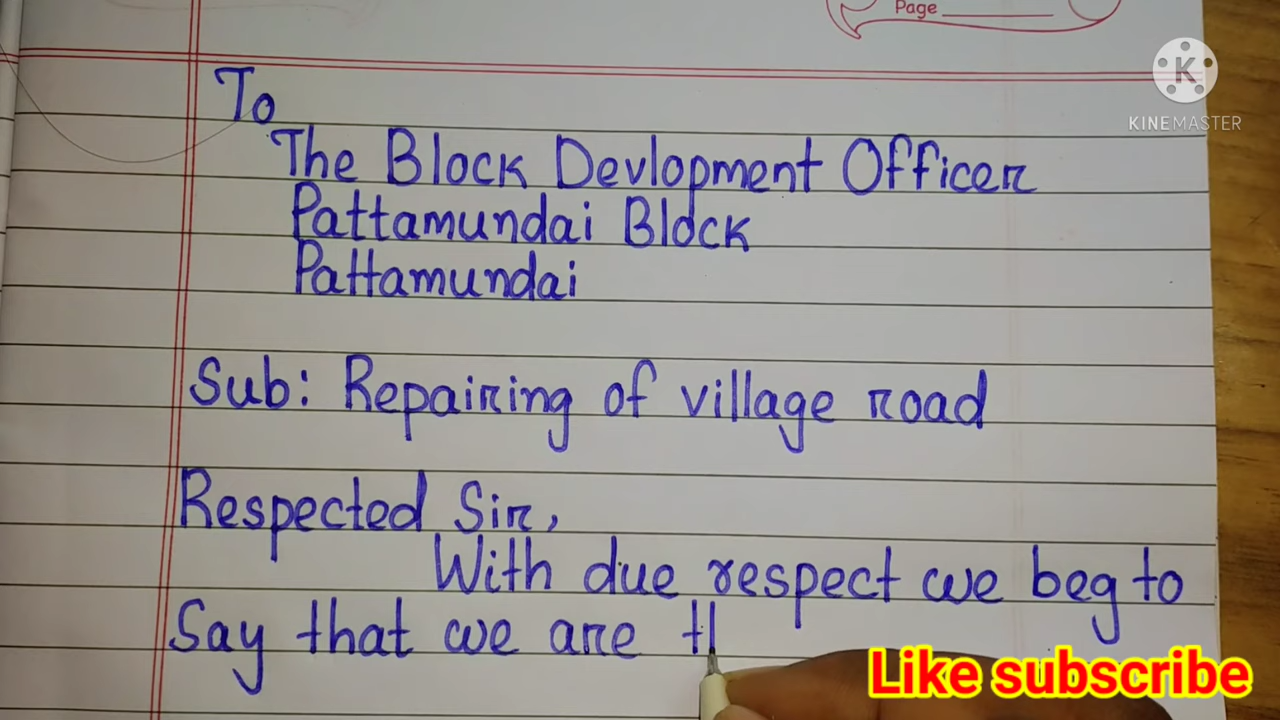 Page
K
KINEMASTER
To
The Block Devlopment Officer
Pattamundai Block
Pattamundai
Sub: Repairing of village road
Respected Sir,
With due respect we beg to
Say that we are th
Like subscribe